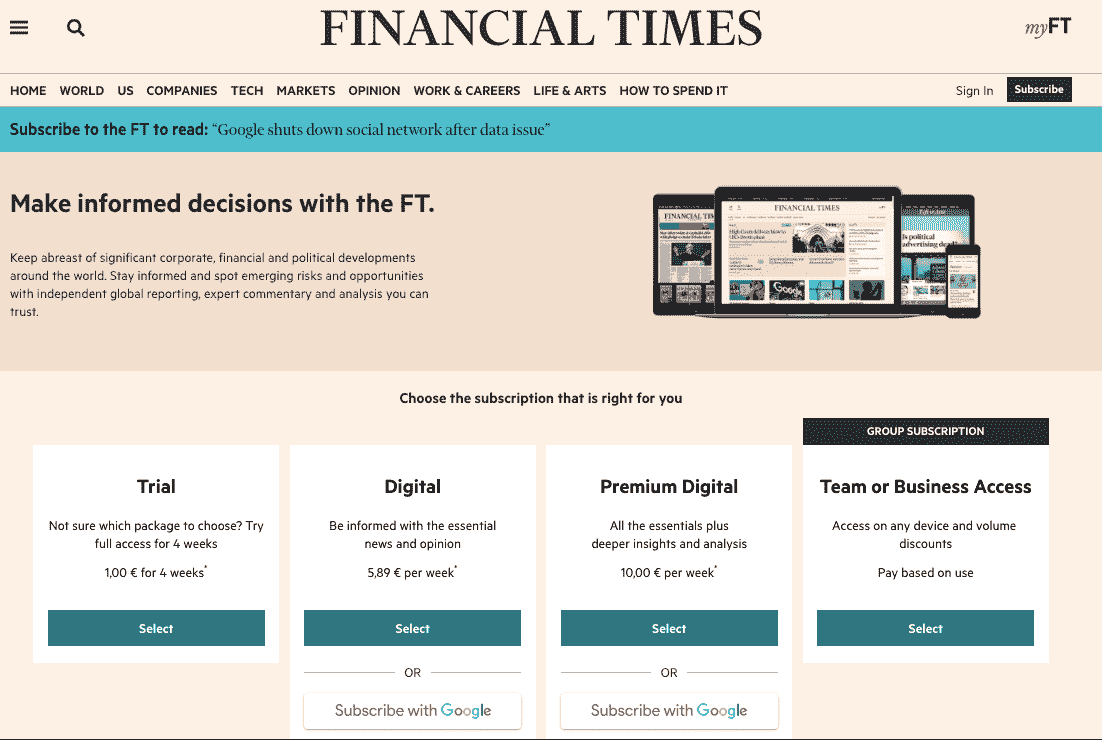 FINANCIAL TIMES
myFT
HOME WORLD US COMPANIES TECH MARKETS OPINION WORK & CAREERS LIFE & ARTS HOW TO SPEND IT
Sign In Subscribe
Subscribe to the FT to read: “Google shuts down social network after data issue”
Make informed decisions with the FT.
Keep abreast of significant corporate, financial and political developments
around the world. Stay informed and spot emerging risks and opportunities
with independent global reporting, expert commentary and analysis you can
trust.
FINANCIAL TIMES
Google
Choose the subscription that is right for you
Trial
Not sure which package to choose? Try
full access for 4 weeks
1,00 € for 4 weeks*
Select
Digital
Be informed with the essential
news and opinion
5,89 € per week*
Select
OR
Subscribe with Google
Premium Digital
All the essentials plus
deeper insights and analysis
10,00 € per week*
Select
OR
Subscribe with Google
GROUP SUBSCRIPTION
Team or Business Access
Access on any device and volume
discounts
Pay based on use
Select